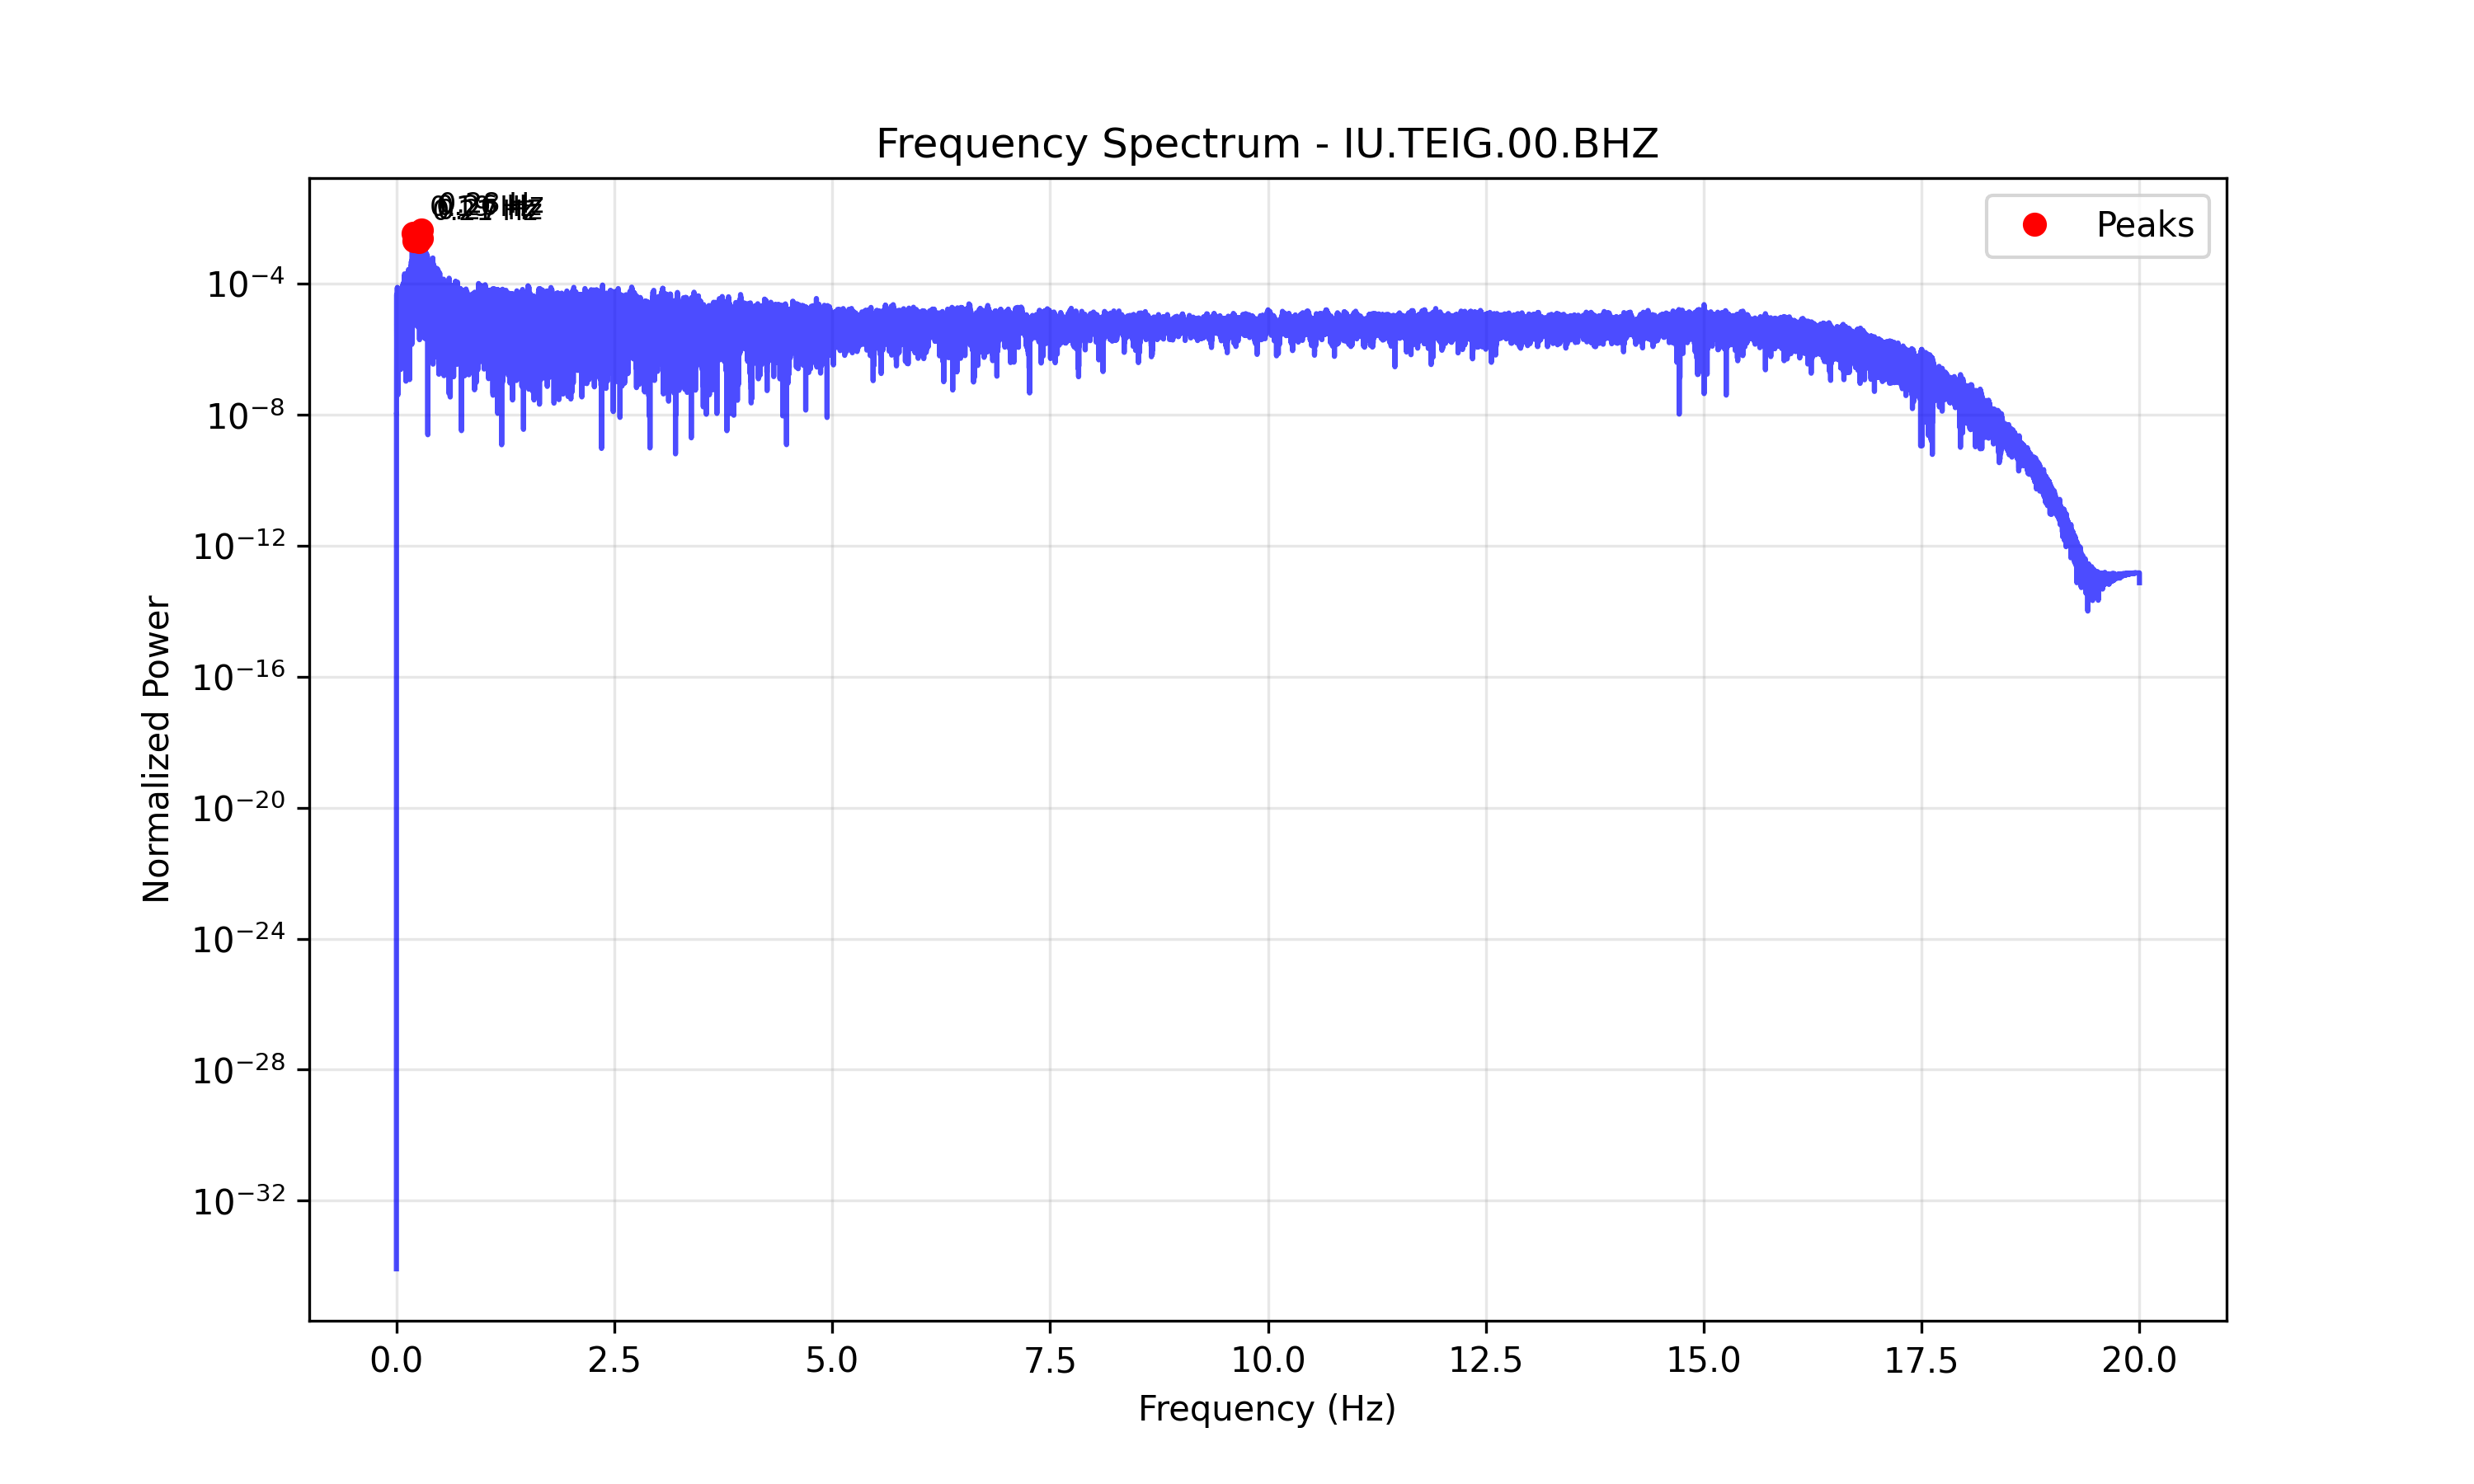 Frequency Spectrum - IU.TEIG.00.BHZ
Peaks
10⁻⁴
10⁻⁸
10⁻¹²
10⁻¹⁶
10⁻²⁰
10⁻²⁴
10⁻²⁸
10⁻³²
Normalized Power
0.0 2.5 5.0 7.5 10.0 12.5 15.0 17.5 20.0
Frequency (Hz)